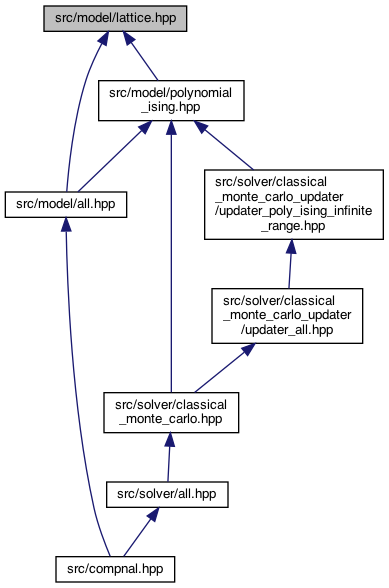 src/model/lattice.hpp
src/model/polynomial
_ising.hpp
src/model/all.hpp
src/solver/classical
_monte_carlo_updater
/updater_poly_ising_infinite
_range.hpp
src/solver/classical
_monte_carlo_updater
/updater_all.hpp
src/solver/classical
_monte_carlo.hpp
src/solver/all.hpp
src/compnal.hpp